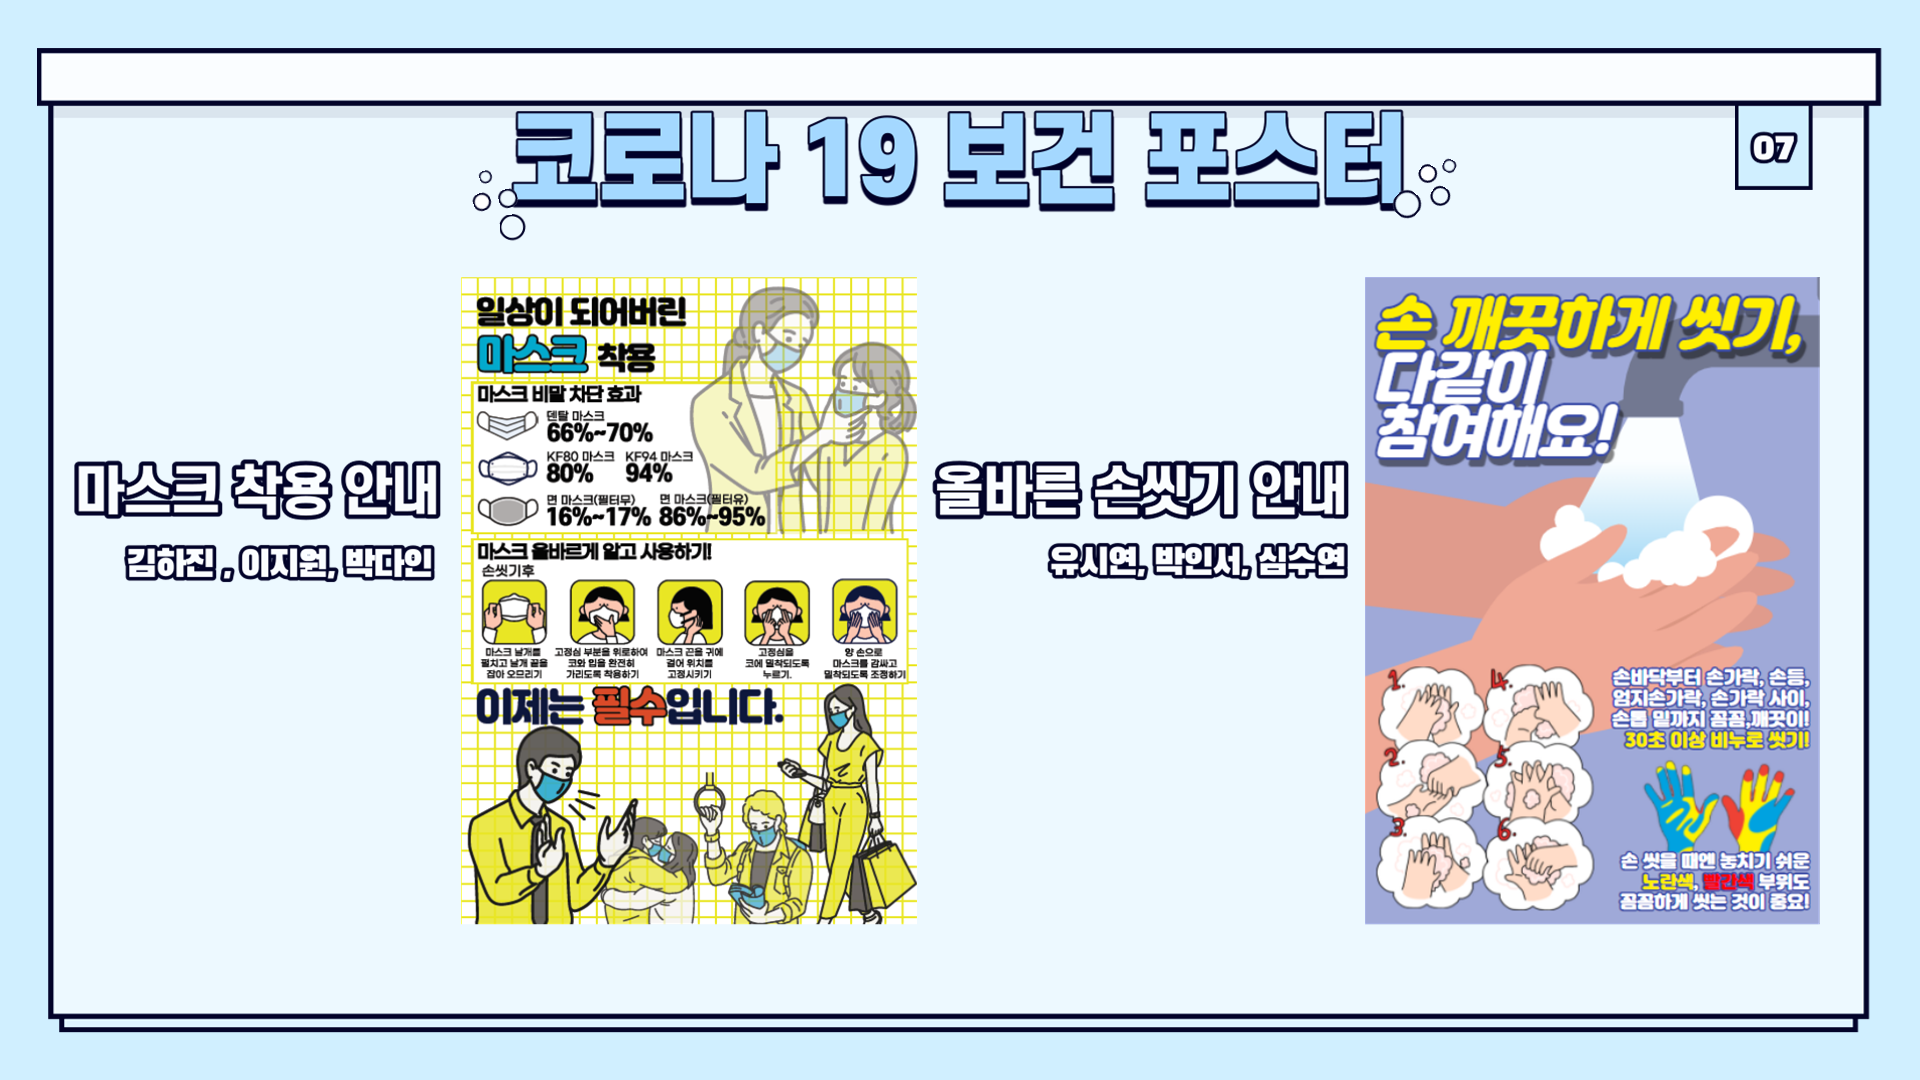 코로나 19 보건 포스터
07
마스크 착용 안내
김하진 , 이지원, 박다인
일상이 되어버린
마스크 착용
마스크 비말 차단 효과
덴탈 마스크
66%~70%
KF80 마스크 KF94 마스크
80% 94%
면 마스크(필터무) 면 마스크(필터유)
16%~17% 86%~95%
마스크 올바르게 알고 사용하기!
손씻기후
마스크 날개를
펼치고 날개 끝을
잡아 오므리기
고정심 부분을 위로하여
코와 입을 완전히
가리도록 착용하기
마스크 끈을 귀에
걸어 위치를
고정시키기
고정심을
코에 밀착되도록
누르기.
양 손으로
마스크를 감싸고
밀착되도록 조정하기
이제는 필수입니다.
올바른 손씻기 안내
유시연, 박인서, 심수연
손 깨끗하게 씻기,
다같이
참여해요!
1.
4.
2.
5.
3.
6.
손바닥부터 손가락, 손등,
엄지손가락, 손가락 사이,
손톱 밑까지 꼼꼼,깨끗이!
30초 이상 비누로 씻기!
손 씻을 때엔 놓치기 쉬운
노란색, 빨간색 부위도
꼼꼼하게 씻는 것이 중요!